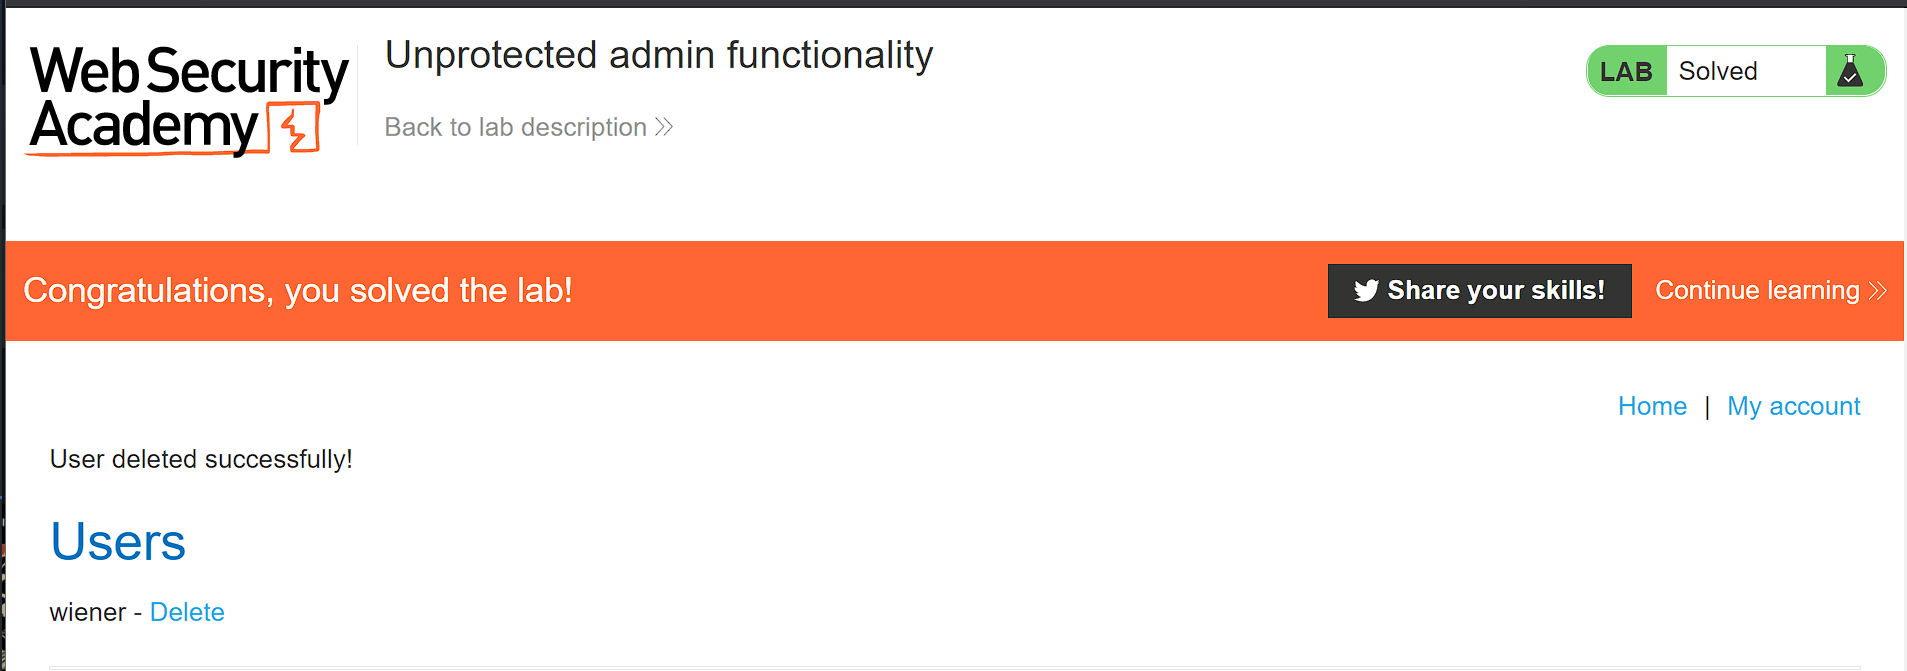 Web Security
Academy
Unprotected admin functionality
Back to lab description
LAB Solved
Congratulations, you solved the lab!
Share your skills!
Continue learning
Home | My account
User deleted successfully!
Users
wiener - Delete